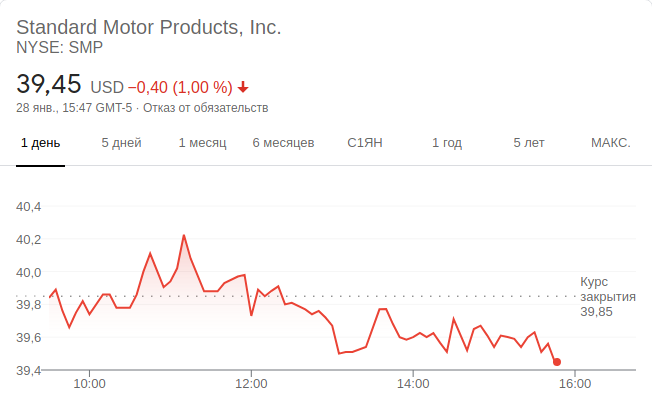 Standard Motor Products, Inc.
NYSE: SMP
39,45 USD −0,40 (1,00 %)
28 янв., 15:47 GMT-5 · Отказ от обязательств
1 день 5 дней 1 месяц 6 месяцев С1ЯН 1 год 5 лет МАКС.
40,4
40,2
40,0
39,8
39,6
39,4
Курс
закрытия
39,85
10:00 12:00 14:00 16:00